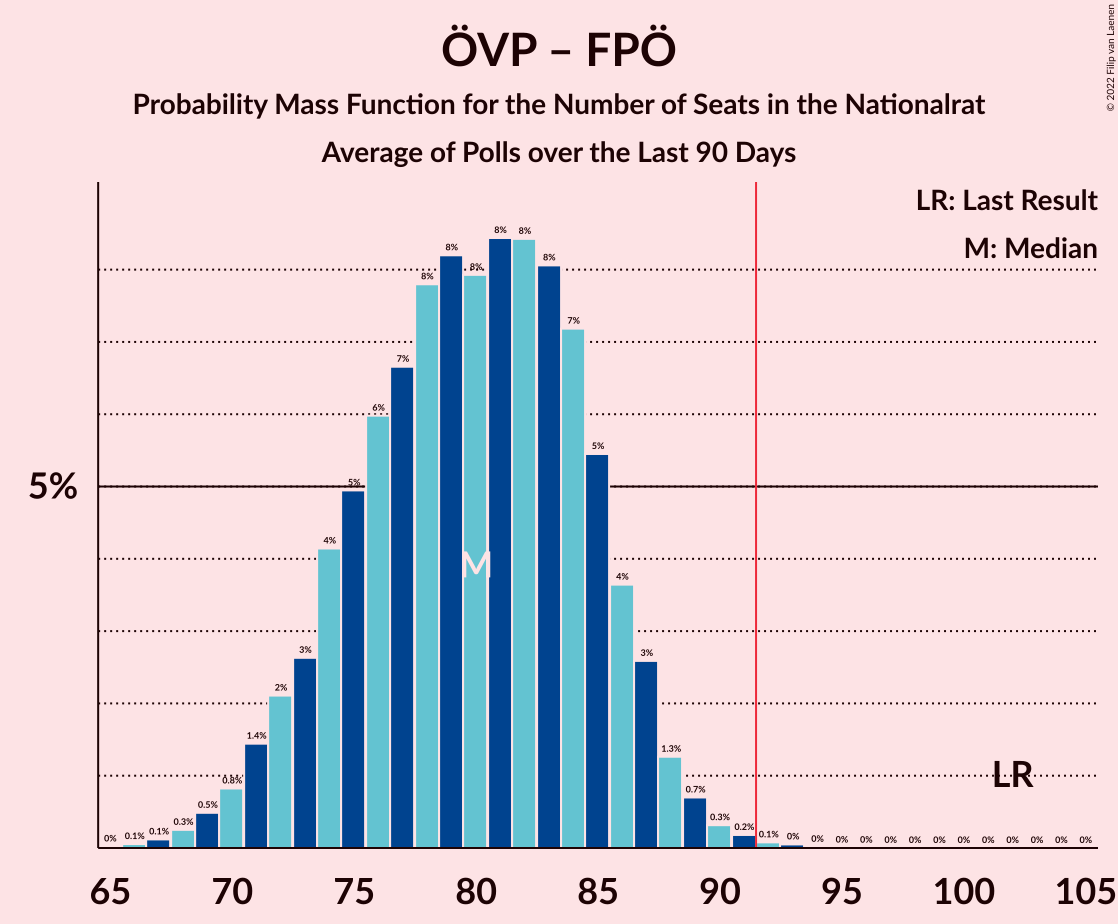 ÖVP – FPÖ
Probability Mass Function for the Number of Seats in the Nationalrat
Average of Polls over the Last 90 Days
© 2022 Filip van Laenen
LR: Last Result
M: Median
5%
0% 0.1% 0.1% 0.3% 0.5% 0.8% 1.4% 2% 3% 4% 5% 6% 7% 8% 8% 8% 8% 8% 8% 7% 5% 4% 3% 1.3% 0.7% 0.3% 0.2% 0.1% 0% 0% 0% 0% 0% 0% 0% 0% 0% 0% 0% 0% 0%
M
LR
65 70 75 80 85 90 95 100 105